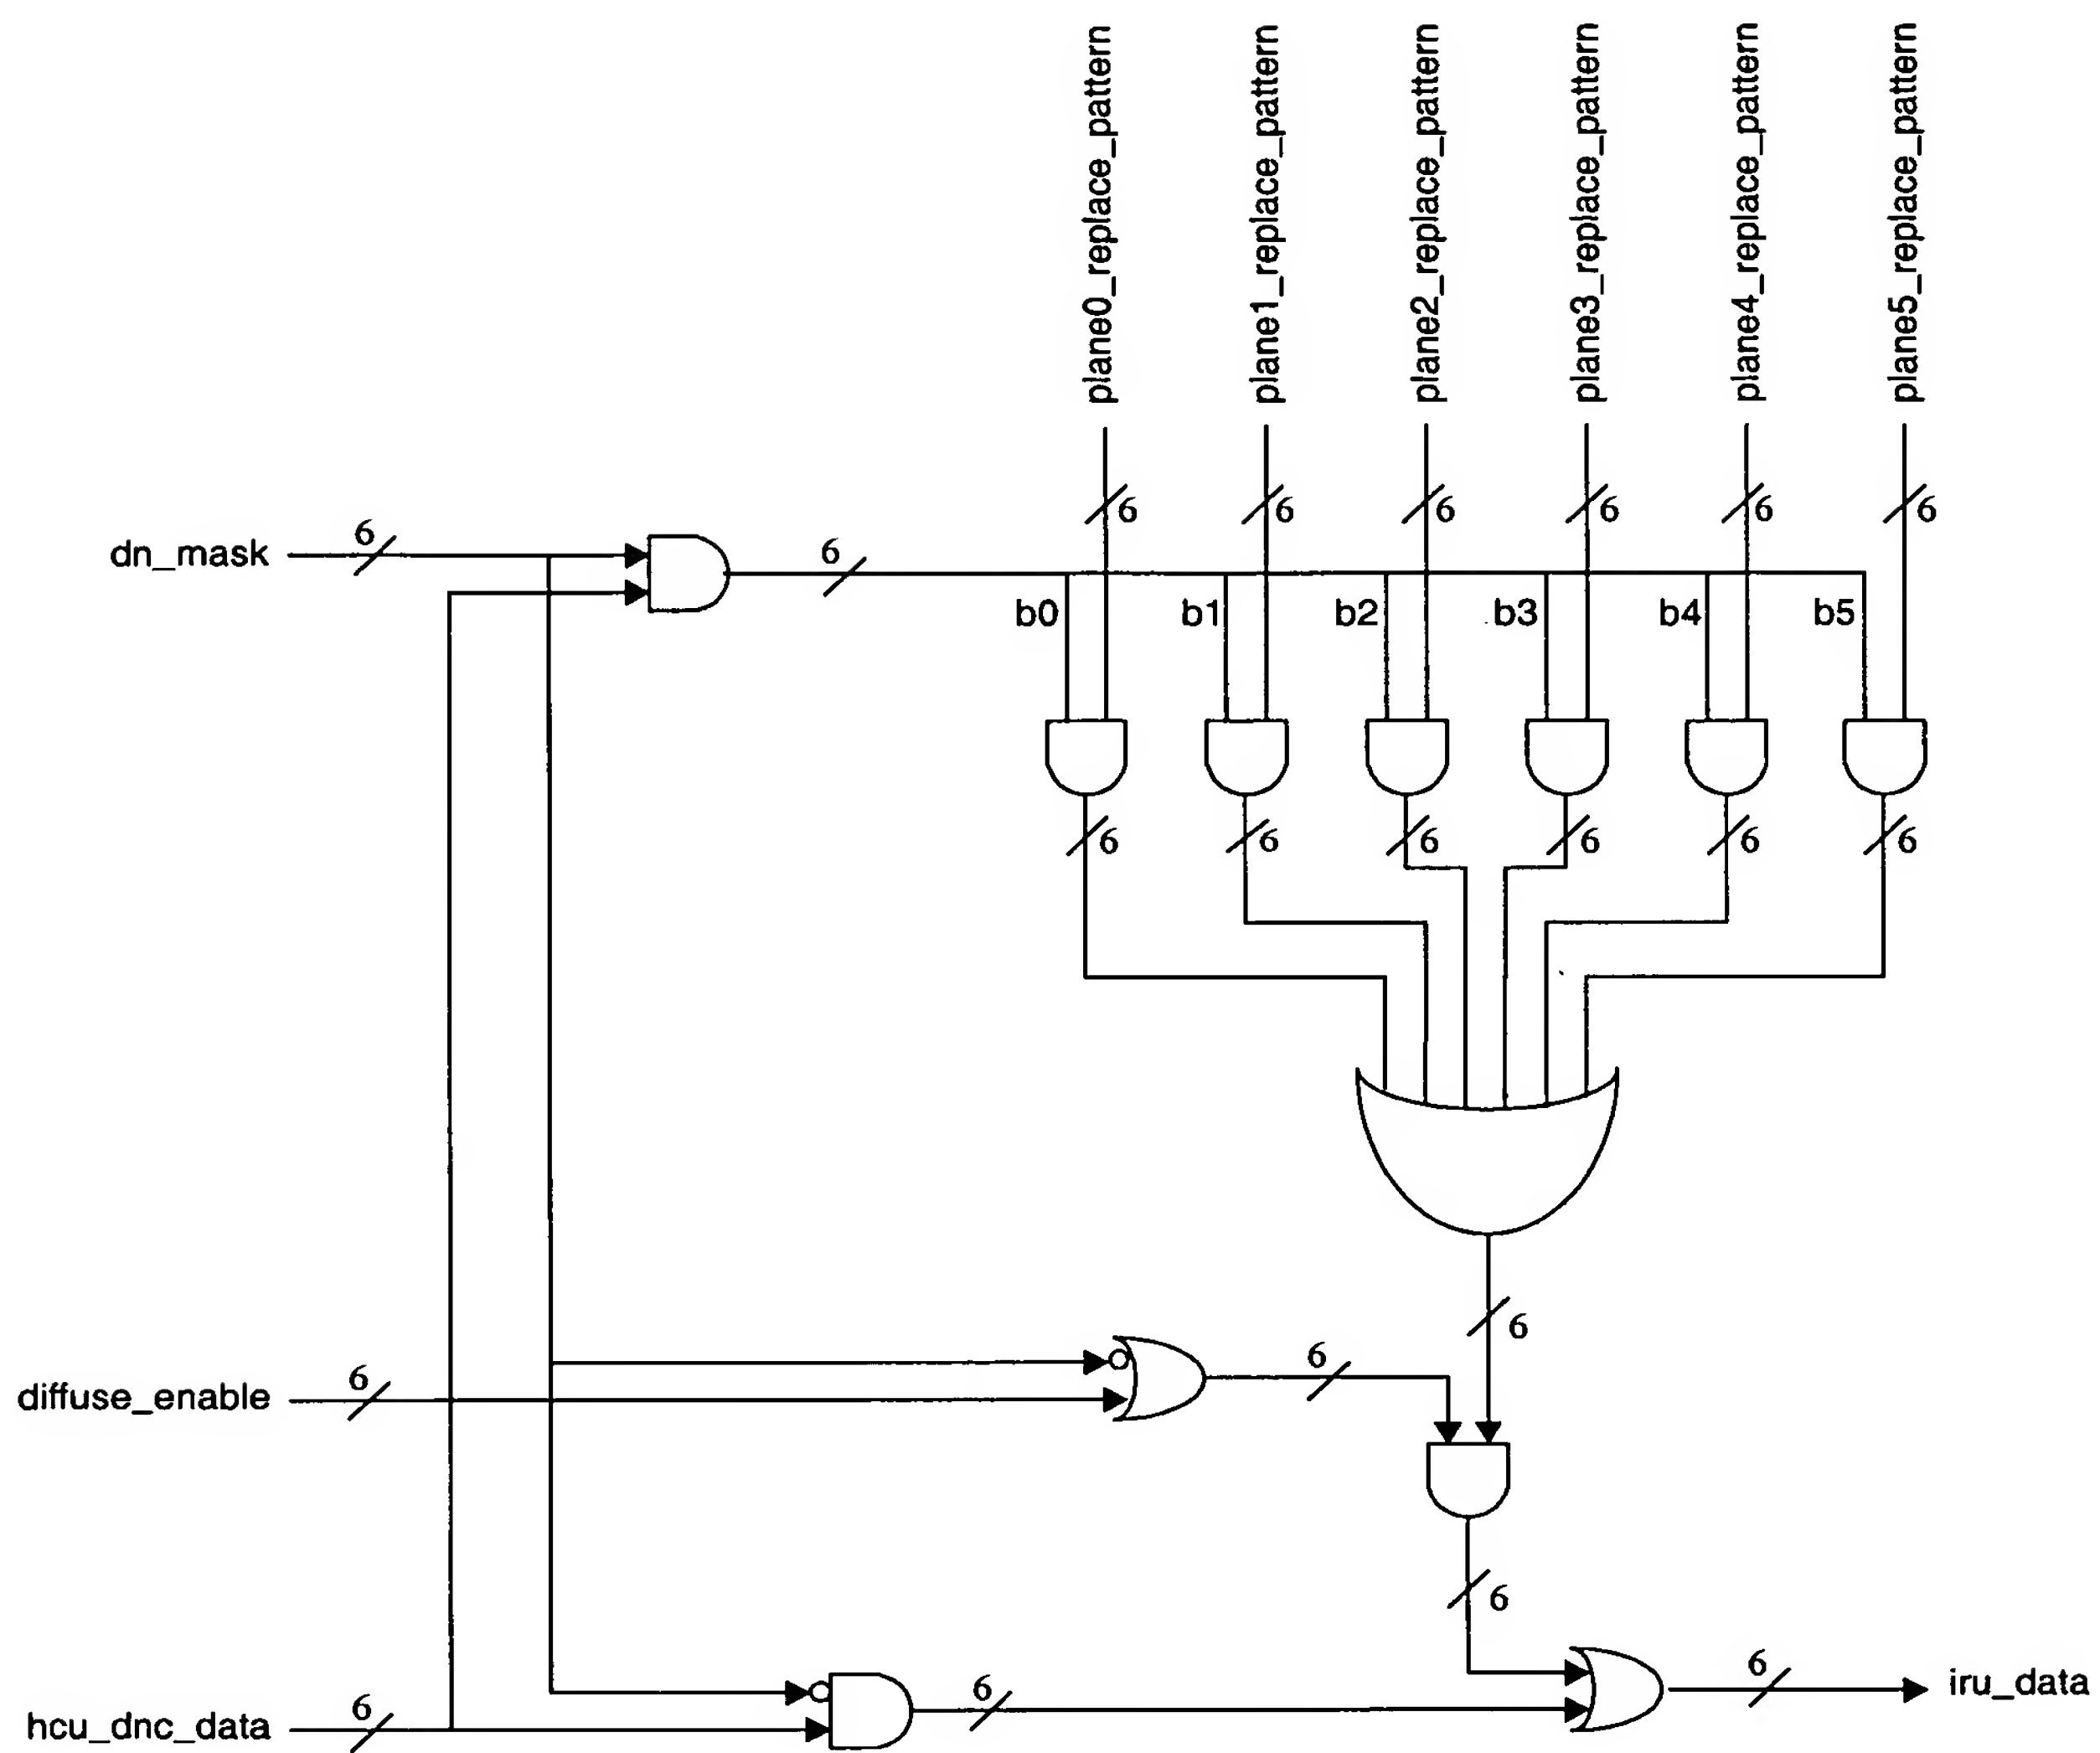 plane0_replace_pattern
plane1_replace_pattern
plane2_replace_pattern
plane3_replace_pattern
plane4_replace_pattern
plane5_replace_pattern
6 6 6 6 6 6
dn_mask 6 6
b0 b1 b2 b3 b4 b5
6 6 6 6 6 6
6
diffuse_enable 6 6
6
hcu_dnc_data 6 6 6 iru_data